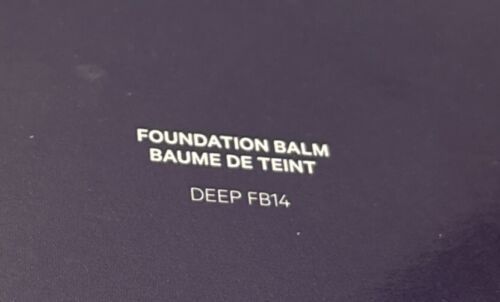 FOUNDATION BALM
BAUME DE TEINT
DEEP FB14